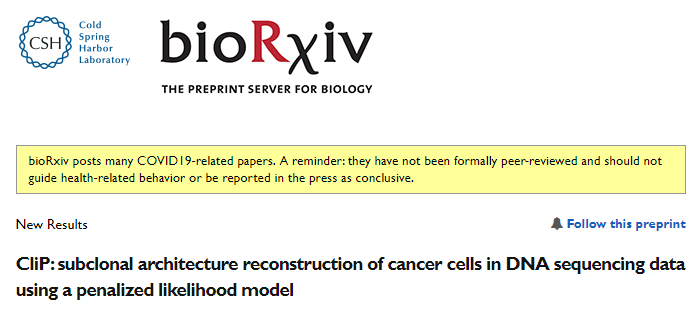 CSH
Cold
Spring
Harbor
Laboratory
bioRxiv
THE PREPRINT SERVER FOR BIOLOGY
bioRxiv posts many COVID19-related papers. A reminder: they have not been formally peer-reviewed and should not
guide health-related behavior or be reported in the press as conclusive.
New Results
Follow this preprint
CliP: subclonal architecture reconstruction of cancer cells in DNA sequencing data
using a penalized likelihood model